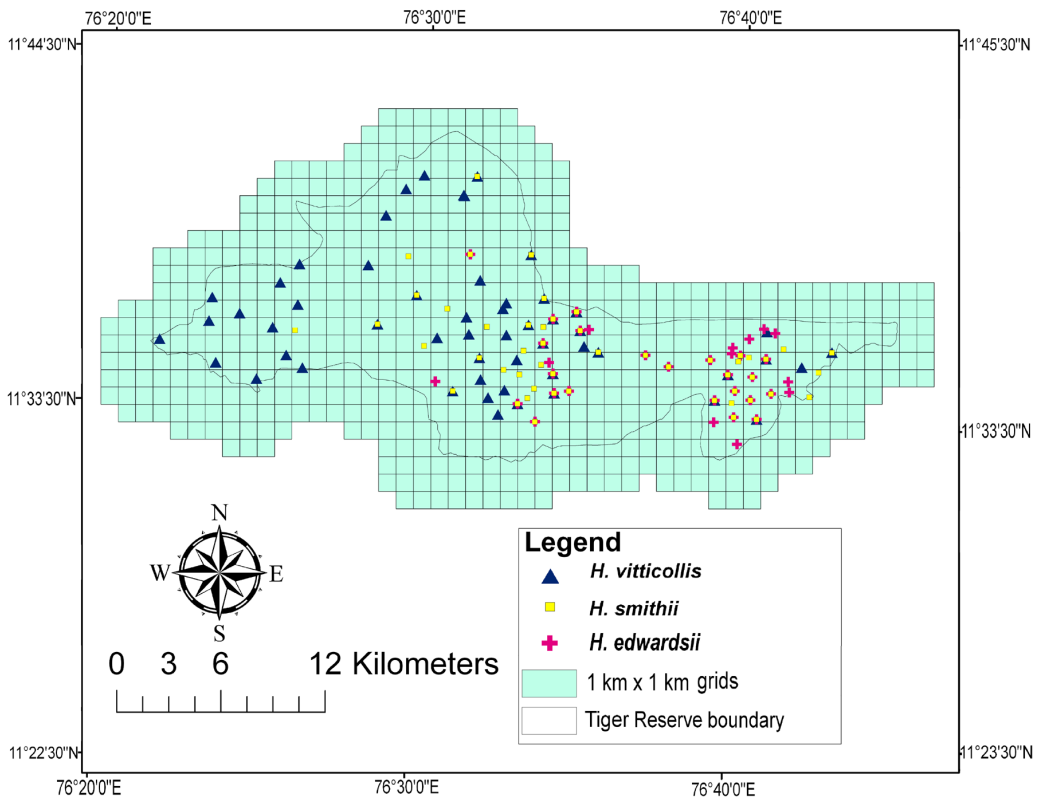 76°20'0"E 76°30'0"E 76°40'0"E
11°44'30"N 11°45'30"N
11°33'30"N 11°33'30"N
N
W E
S
0 3 6 12 Kilometers
Legend
H. vitticollis
H. smithii
H. edwardsii
1 km x 1 km grids
Tiger Reserve boundary
11°22'30"N 11°23'30"N
76°20'0"E 76°30'0"E 76°40'0"E